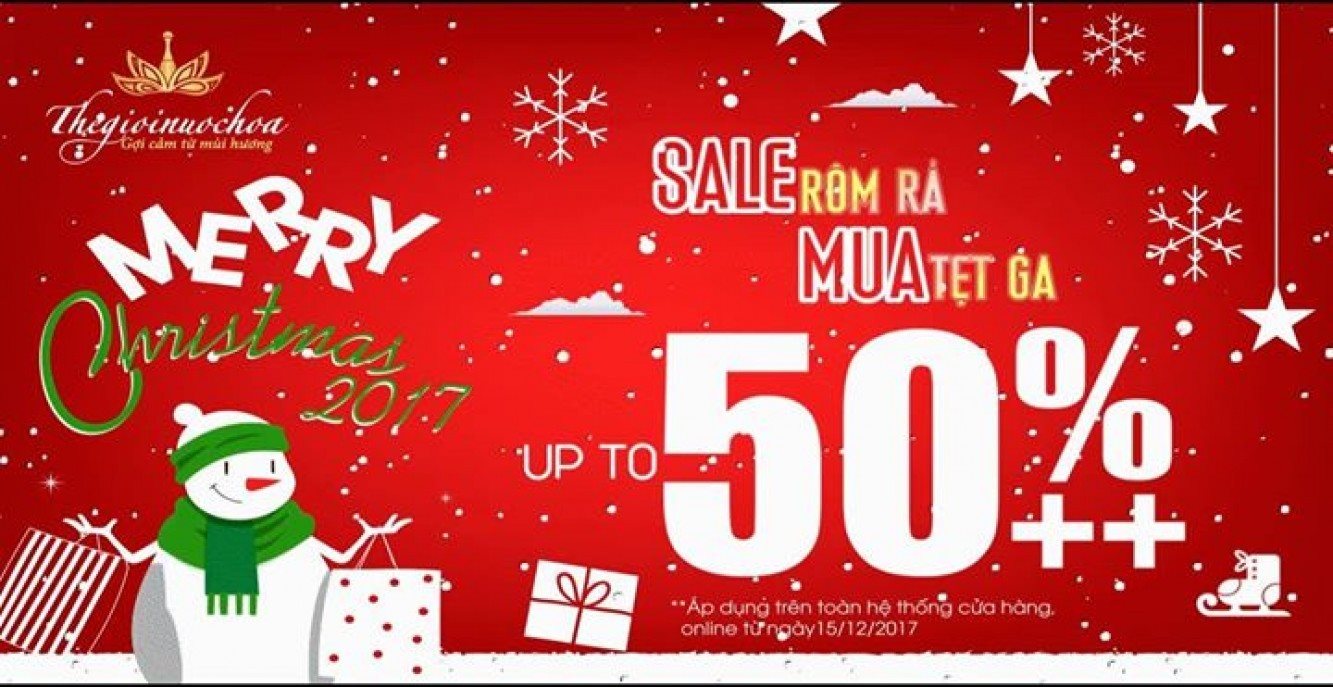 Thegioinuochoa
Gợi cảm từ mùi hương
MERRY
Christmas
2017
SALE RÔM RẢ
MUA TẸT GA
UP TO 50%++
**Áp dụng trên toàn hệ thống cửa hàng,
online từ ngày15/12/2017